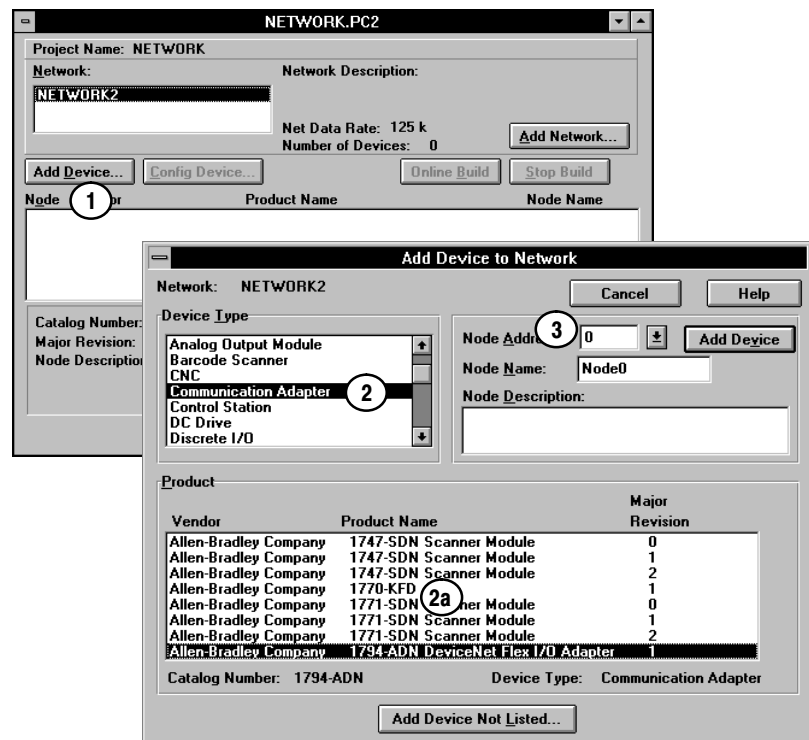 NETWORK.PC2
Project Name: NETWORK
Network:
Network Description:
NETWORK2
Net Data Rate: 125 k
Number of Devices: 0
Add Network...
Add Device...
Config Device...
Online Build
Stop Build
Node
1
Product Name
Node Name
Catalog Number:
Major Revision:
Node
Add Device to Network
Network: NETWORK2
Cancel
Help
Device Type
Analog Output Module
Barcode Scanner
CNC
Communication Adapter
2
Control Station
DC Drive
Discrete I/O
Node
3
0
Add Device
Node Name:
Node0
Node Description:
Product
Vendor
Product Name
Major
Revision
Allen-Bradley Company 1747-SDN Scanner Module 0
Allen-Bradley Company 1747-SDN Scanner Module 1
Allen-Bradley Company 1747-SDN Scanner Module 2
Allen-Bradley Company 1770-KFD 1
2a
Allen-Bradley Company 1771-SDN Scanner Module 0
Allen-Bradley Company 1771-SDN Scanner Module 1
Allen-Bradley Company 1771-SDN Scanner Module 2
Allen-Bradley Company 1794-ADN DeviceNet Flex I/O Adapter 1
Catalog Number: 1794-ADN
Device Type: Communication Adapter
Add Device Not Listed...